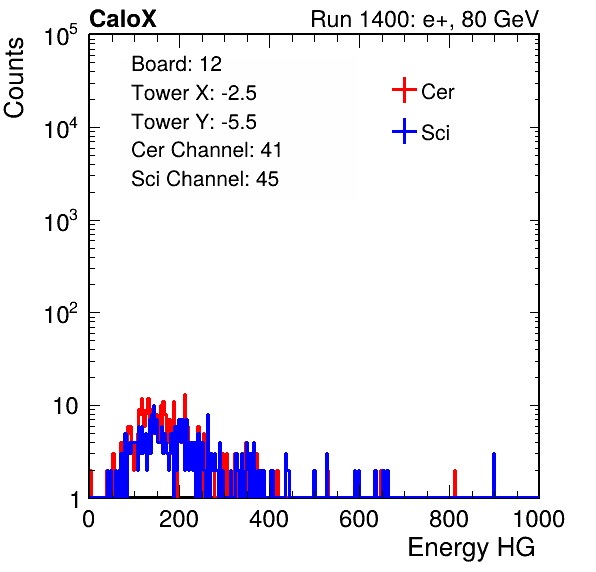 CaloX Run 1400: e+, 80 GeV
Counts
10^5
10^4
10^3
10^2
10
1
Board: 12
Tower X: -2.5
Tower Y: -5.5
Cer Channel: 41
Sci Channel: 45
Cer
Sci
0 200 400 600 800 1000
Energy HG